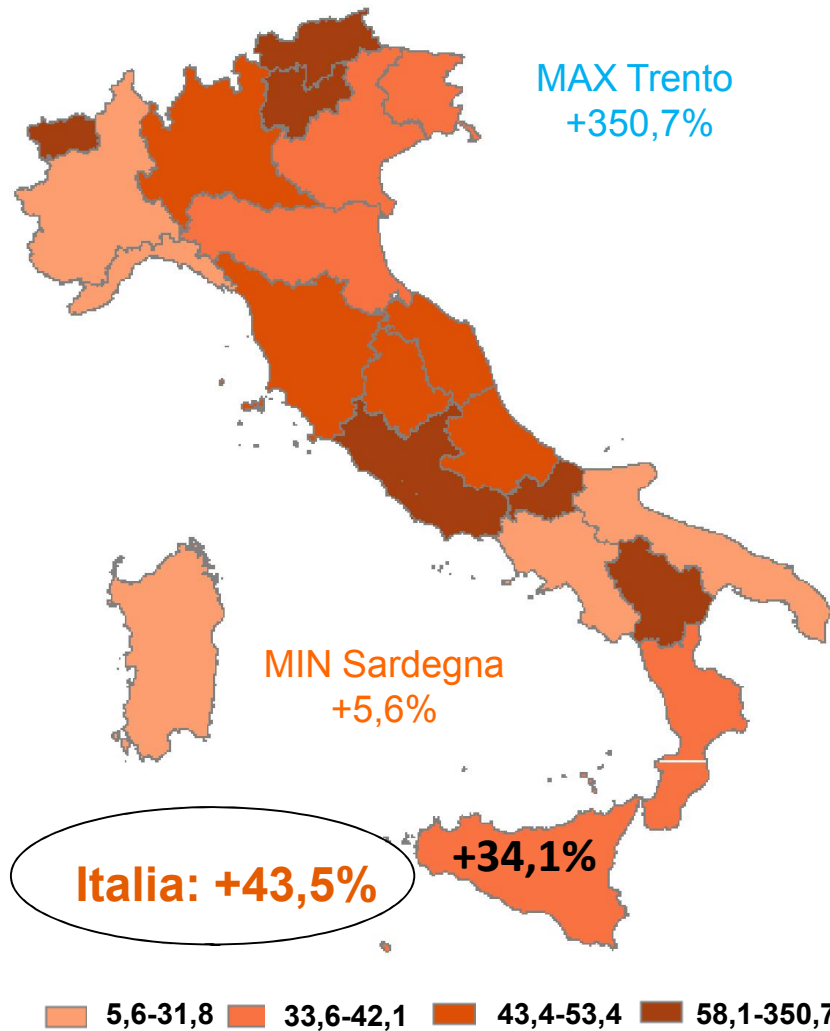 MAX Trento
+350,7%
MIN Sardegna
+5,6%
Italia: +43,5%
+34,1%
5,6-31,8 33,6-42,1 43,4-53,4 58,1-350,7